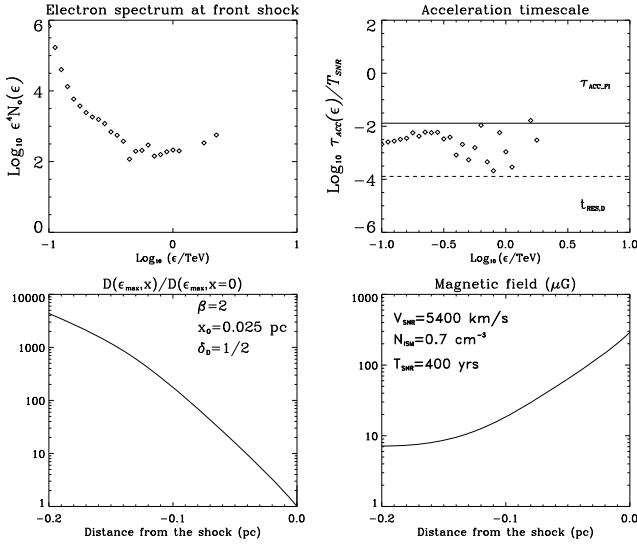 Electron spectrum at front shock
Log₁₀ ε⁴N₀(ε)
6
4
2
0
-1
0
1
Log₁₀ (ε/TeV)
Acceleration timescale
Log₁₀ τACC(ε)/TSNR
2
0
-2
-4
-6
τACC_FI
tRES,D
-1.0
-0.5
0.0
0.5
1.0
Log₁₀(ε/TeV)
D(εmax,x)/D(εmax,x=0)
10000
1000
100
10
1
β=2
x₀=0.025 pc
δD=1/2
-0.2
-0.1
0.0
Distance from the shock (pc)
Magnetic field (μG)
1000
100
10
1
VSNR=5400 km/s
NISM=0.7 cm⁻³
TSNR=400 yrs
-0.2
-0.1
0.0
Distance from the shock (pc)